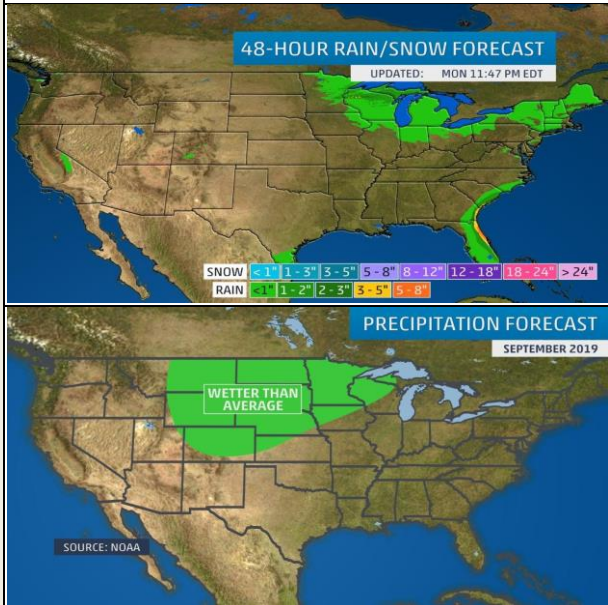 48-HOUR RAIN/SNOW FORECAST
UPDATED: MON 11:47 PM EDT
SNOW <1" 1 - 3" 3 - 5" 5 - 8" 8 - 12" 12 - 18" 18 - 24" > 24"
RAIN <1" 1 - 2" 2 - 3" 3 - 5" 5 - 8"
PRECIPITATION FORECAST
SEPTEMBER 2019
WETTER THAN
AVERAGE
SOURCE: NOAA